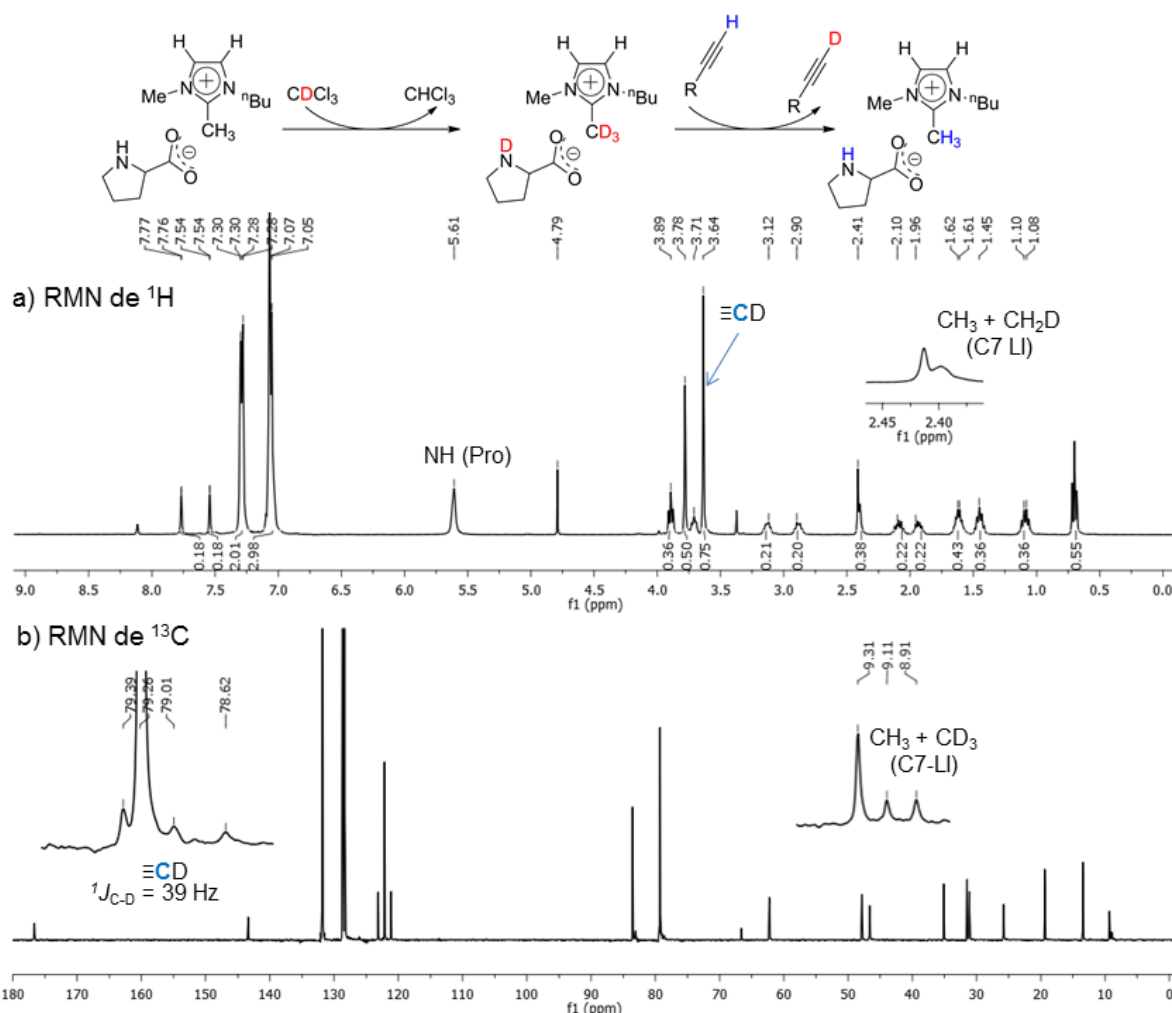 H H H D H H H
Me N + N nBu CDCl3 CHCl3 Me N + N nBu R R Me N + N nBu
CH3 CD3 CH3
H N O − O D N O − O H N O − O
7.77 7.76 7.54 7.54 7.30 7.30 7.28 7.28 7.07 7.05 5.61 4.79 3.89 3.78 3.71 3.64 3.12 2.90 2.41 2.10 1.96 1.62 1.61 1.45 1.10 1.08
a) RMN de ¹H
≡CD
CH₃ + CH₂D
(C7 LI)
2.45 2.40
f1 (ppm)
NH (Pro)
0.18 0.18 2.01 2.98 0.36 0.50 0.75 0.21 0.20 0.38 0.22 0.22 0.43 0.36 0.36 0.55
9.0 8.5 8.0 7.5 7.0 6.5 6.0 5.5 5.0 4.5 4.0 3.5 3.0 2.5 2.0 1.5 1.0 0.5 0.0
f1 (ppm)
b) RMN de ¹³C
79.39 79.26 79.01 78.62
9.31 9.11 8.91
CH₃ + CD₃
(C7-LI)
≡CD
¹J_C-D = 39 Hz
180 170 160 150 140 130 120 110 100 90 80 70 60 50 40 30 20 10 0
f1 (ppm)